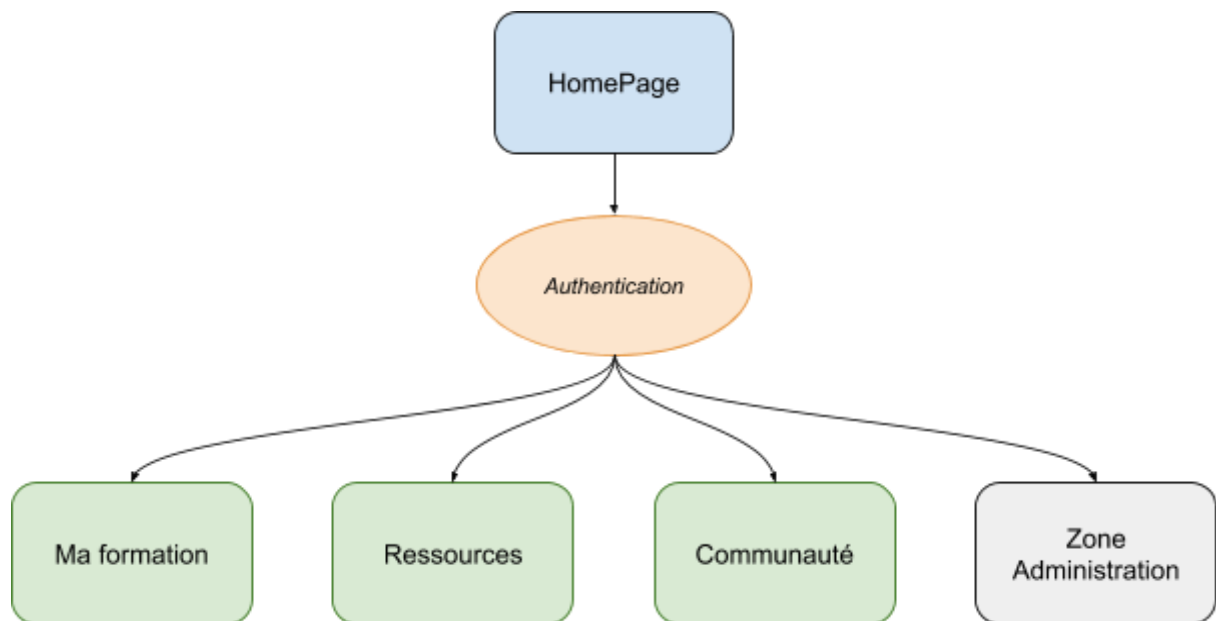 HomePage
Authentication
Ma formation
Ressources
Communauté
Zone
Administration